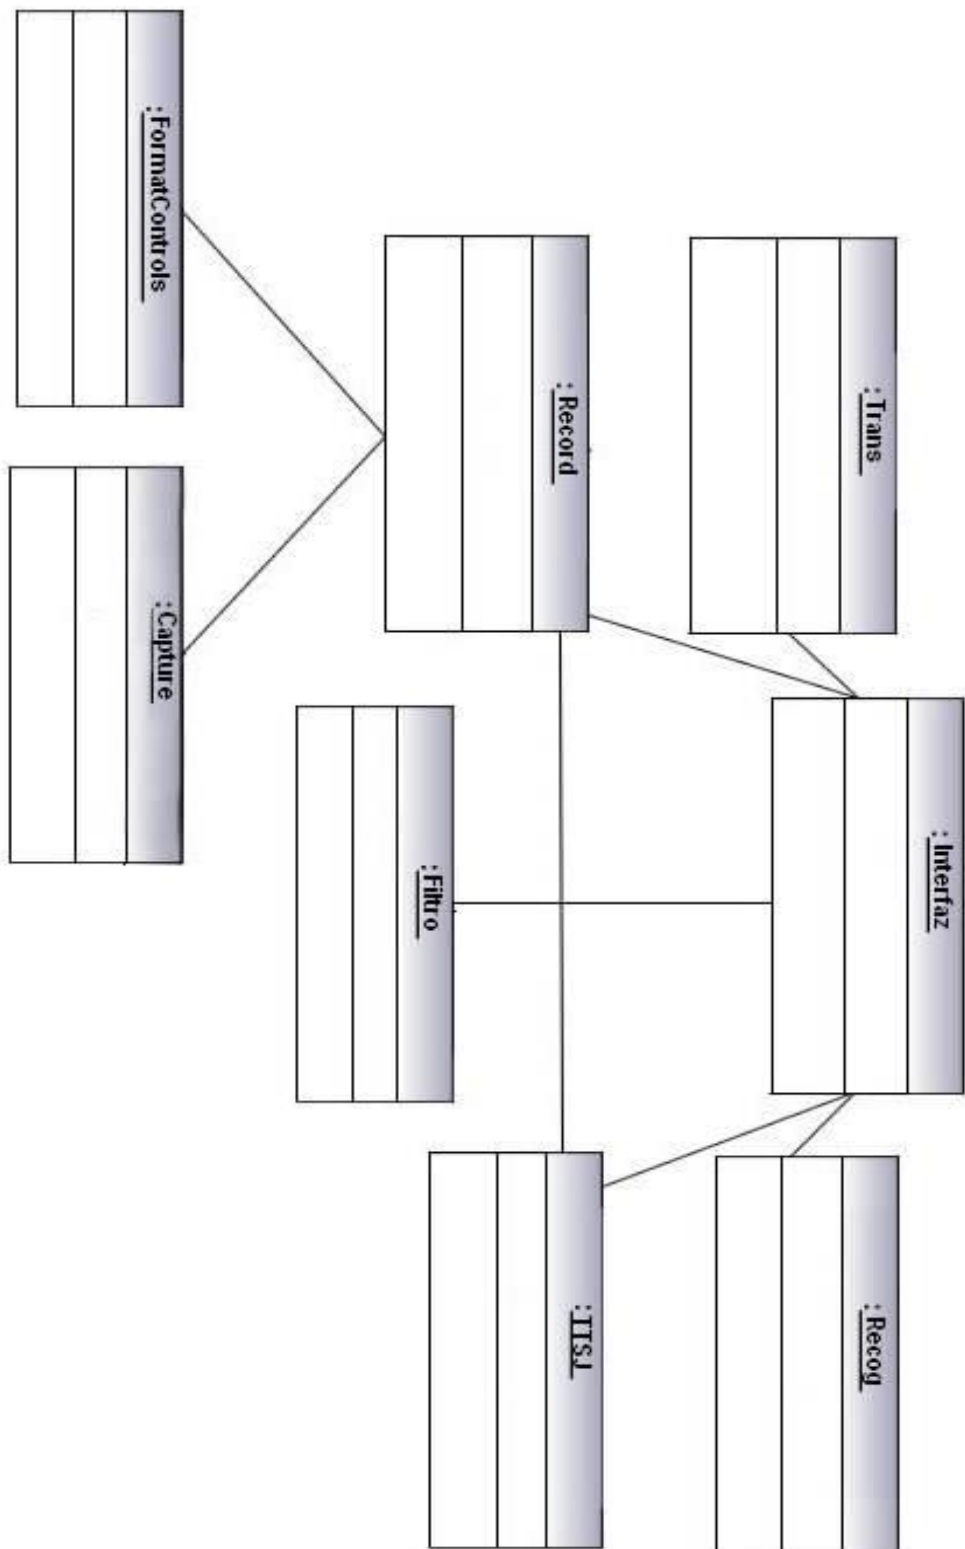 :Interfaz
:Trans
:Recog
:Record
:TTSJ
:Filtro
:FormatControls
:Capture